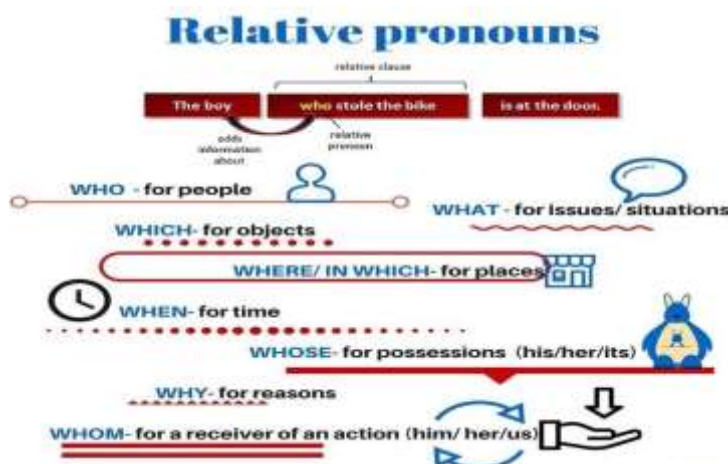 Relative pronouns
relative clause
The boy who stole the bike is at the door.
adds
information
about
relative
pronoun
WHO - for people
WHAT - for issues/ situations
WHICH- for objects
WHERE/ IN WHICH- for places
WHEN- for time
WHOSE- for possessions (his/her/its)
WHY- for reasons
WHOM- for a receiver of an action (him/ her/us)